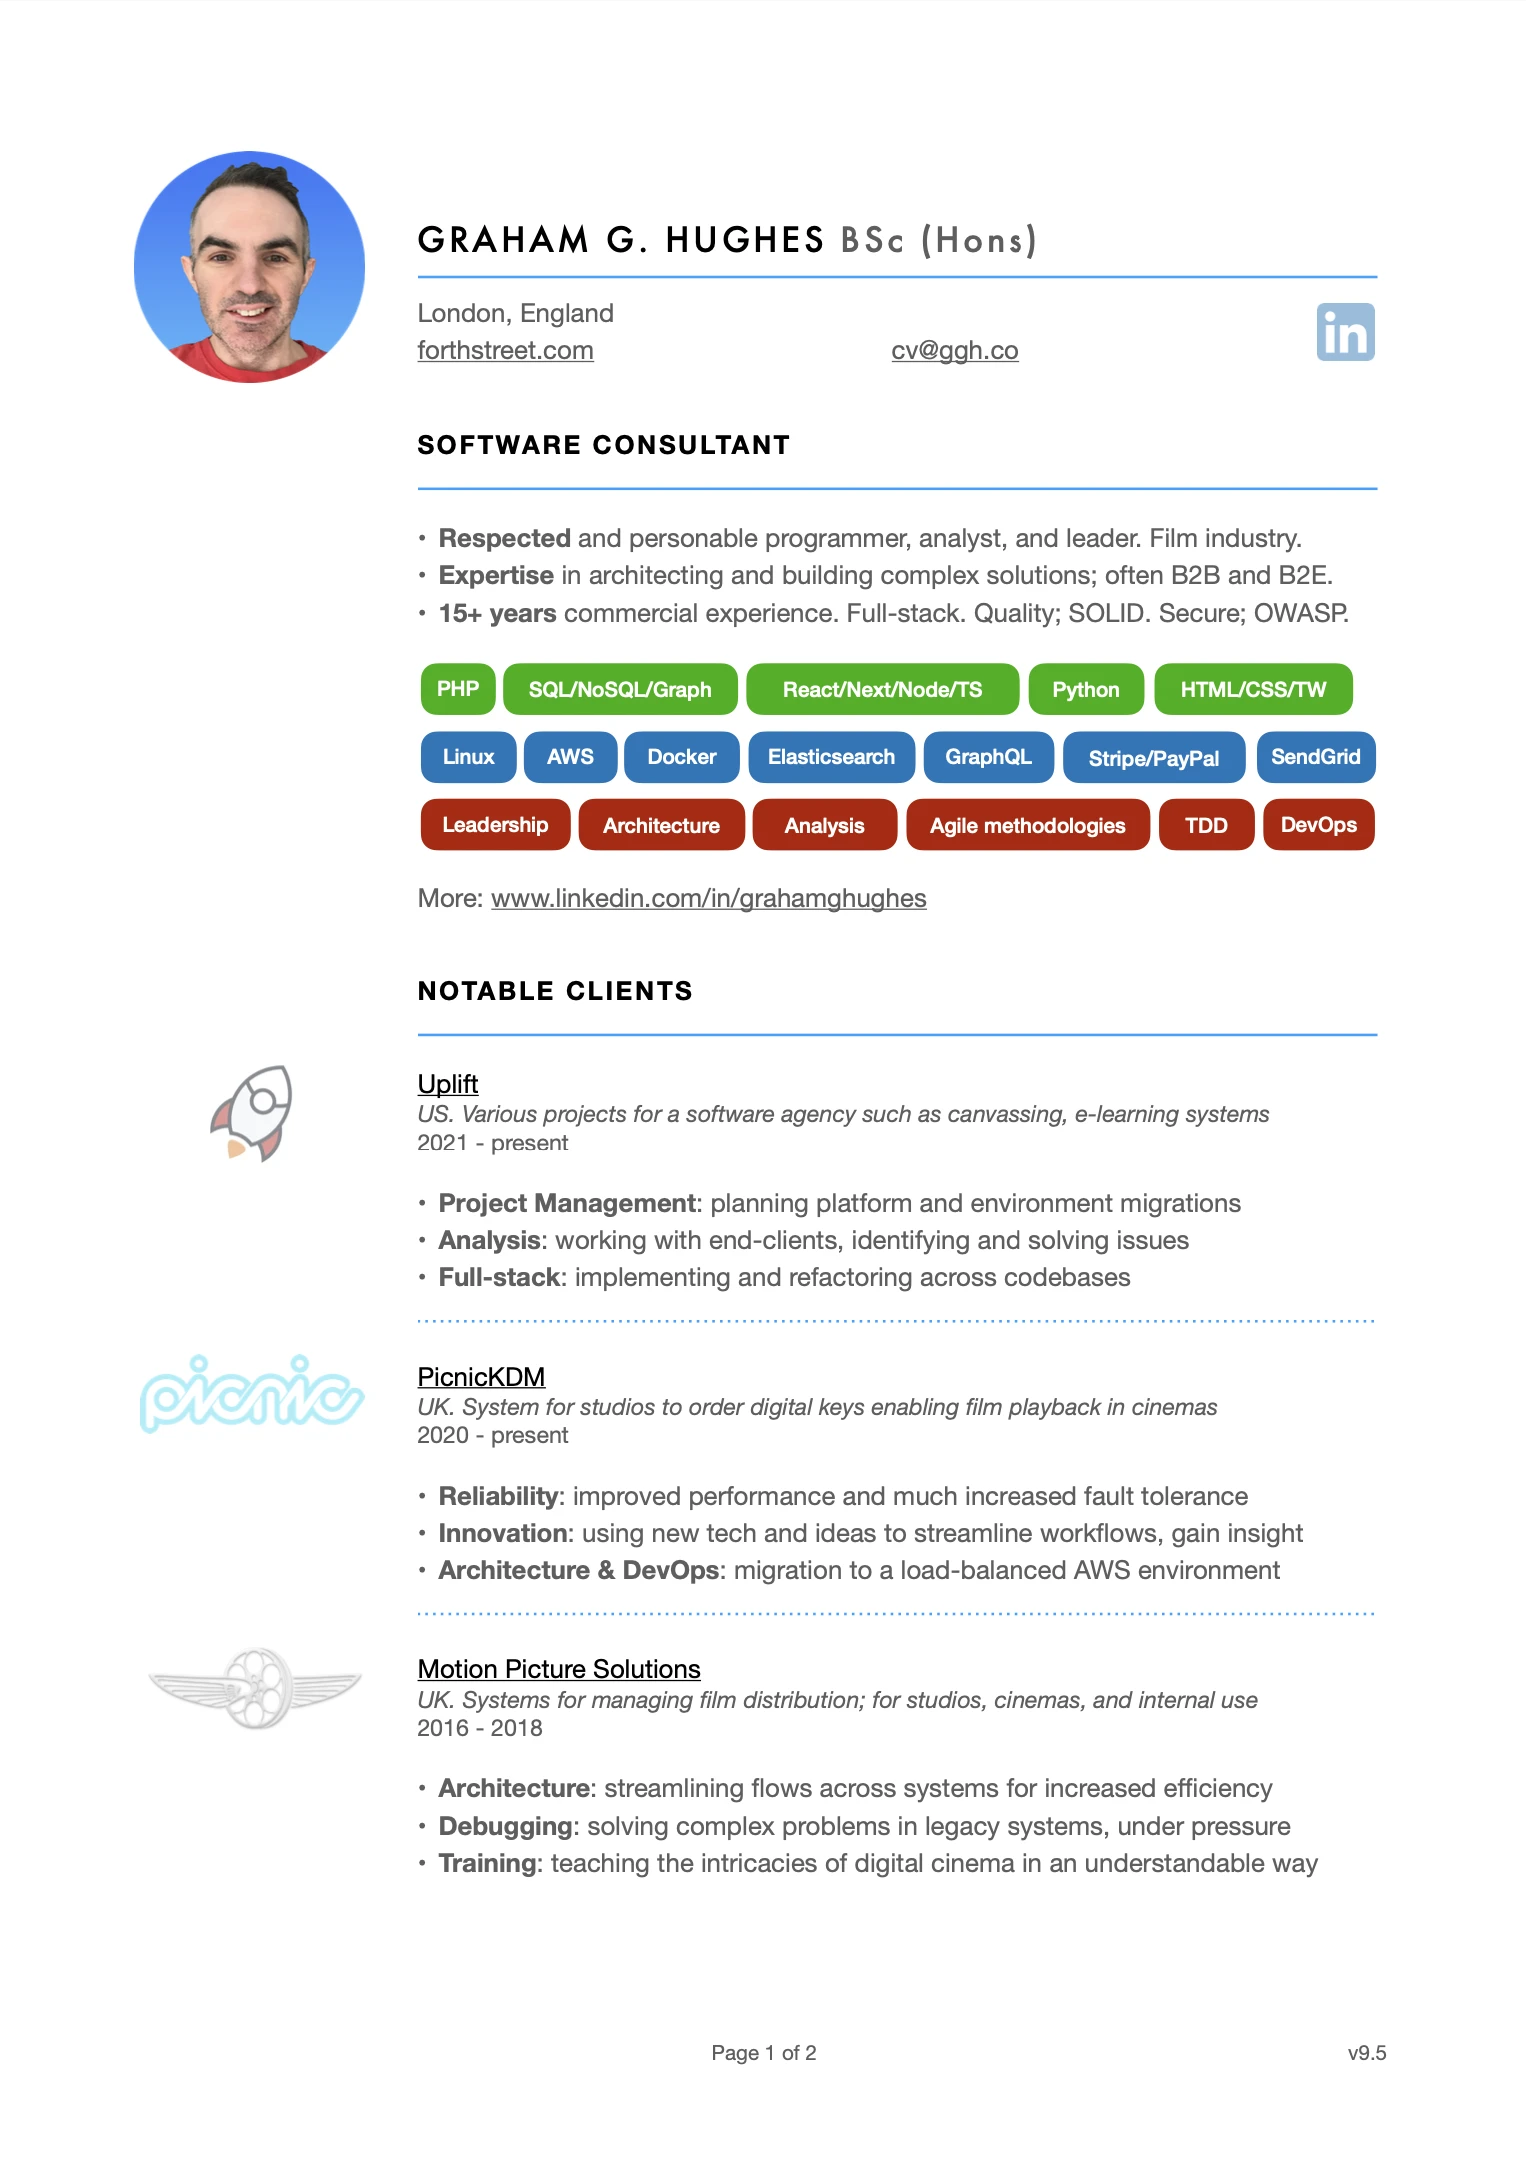 GRAHAM G. HUGHES BSc (Hons)
London, England
forthstreet.com cv@ggh.co
in
SOFTWARE CONSULTANT
• Respected and personable programmer, analyst, and leader. Film industry.
• Expertise in architecting and building complex solutions; often B2B and B2E.
• 15+ years commercial experience. Full-stack. Quality; SOLID. Secure; OWASP.
PHP SQL/NoSQL/Graph React/Next/Node/TS Python HTML/CSS/TW
Linux AWS Docker Elasticsearch GraphQL Stripe/PayPal SendGrid
Leadership Architecture Analysis Agile methodologies TDD DevOps
More: www.linkedin.com/in/grahamghughes
NOTABLE CLIENTS
Uplift
US. Various projects for a software agency such as canvassing, e-learning systems
2021 - present
• Project Management: planning platform and environment migrations
• Analysis: working with end-clients, identifying and solving issues
• Full-stack: implementing and refactoring across codebases
picnic
PicnicKDM
UK. System for studios to order digital keys enabling film playback in cinemas
2020 - present
• Reliability: improved performance and much increased fault tolerance
• Innovation: using new tech and ideas to streamline workflows, gain insight
• Architecture & DevOps: migration to a load-balanced AWS environment
Motion Picture Solutions
UK. Systems for managing film distribution; for studios, cinemas, and internal use
2016 - 2018
• Architecture: streamlining flows across systems for increased efficiency
• Debugging: solving complex problems in legacy systems, under pressure
• Training: teaching the intricacies of digital cinema in an understandable way
Page 1 of 2 v9.5